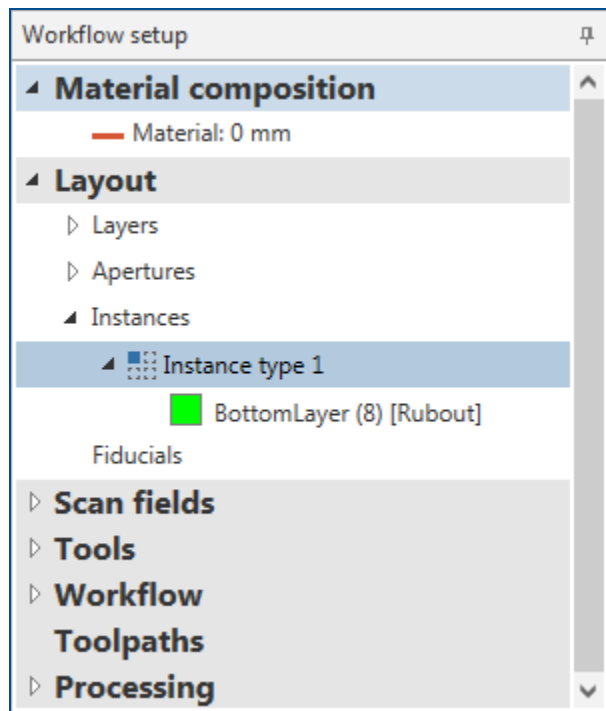 Workflow setup
Material composition
Material: 0 mm
Layout
Layers
Apertures
Instances
Instance type 1
BottomLayer (8) [Rubout]
Fiducials
Scan fields
Tools
Workflow
Toolpaths
Processing